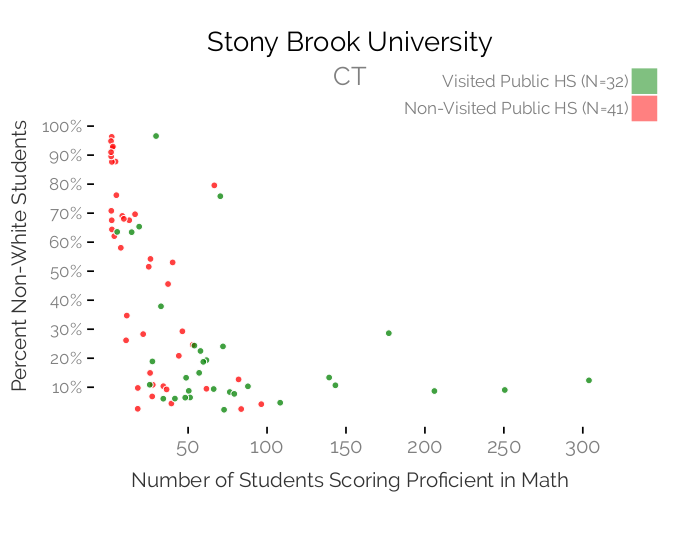 Stony Brook University
CT
Visited Public HS (N=32)
Non-Visited Public HS (N=41)
Percent Non-White Students
100%
90%
80%
70%
60%
50%
40%
30%
20%
10%
50 100 150 200 250 300
Number of Students Scoring Proficient in Math